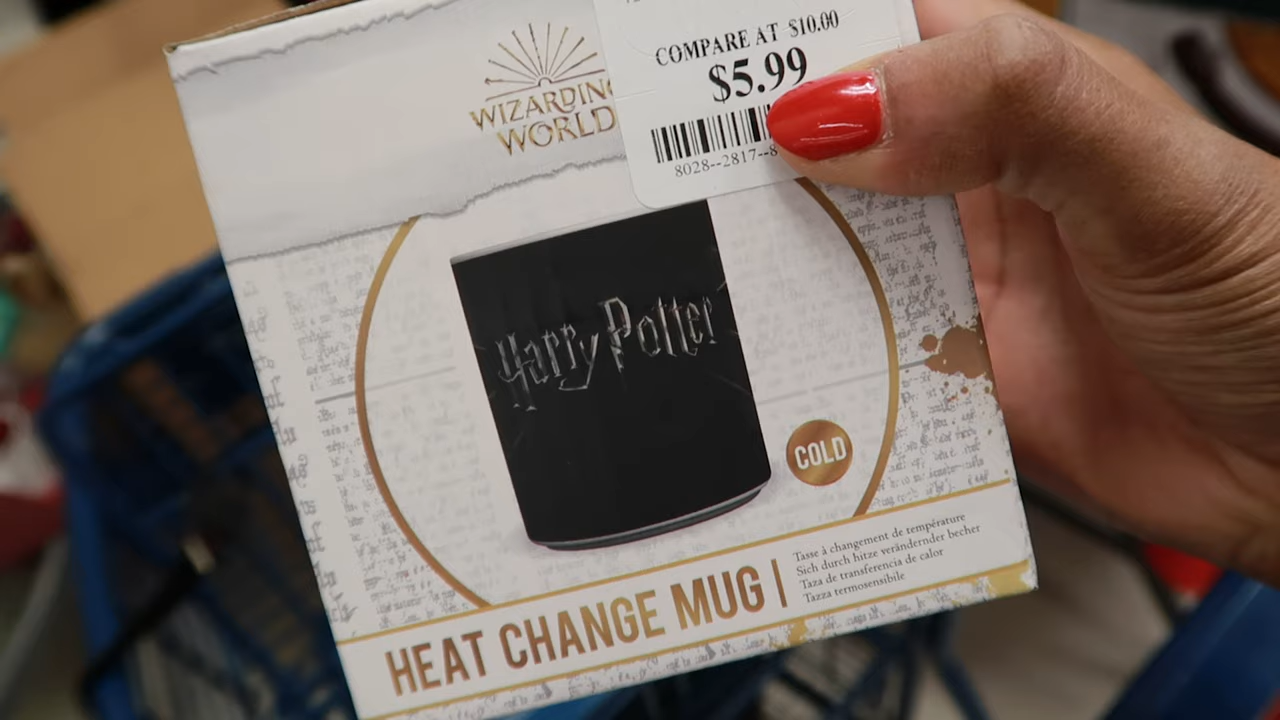 COMPARE AT $10.00
$5.99
8028--2817--8
WIZARDING
WORLD
Harry Potter
COLD
HEAT CHANGE MUG
Tasse à changement de température
Sich durch hitze verändernder becher
Taza de transferencia de calor
Tazza termosensibile